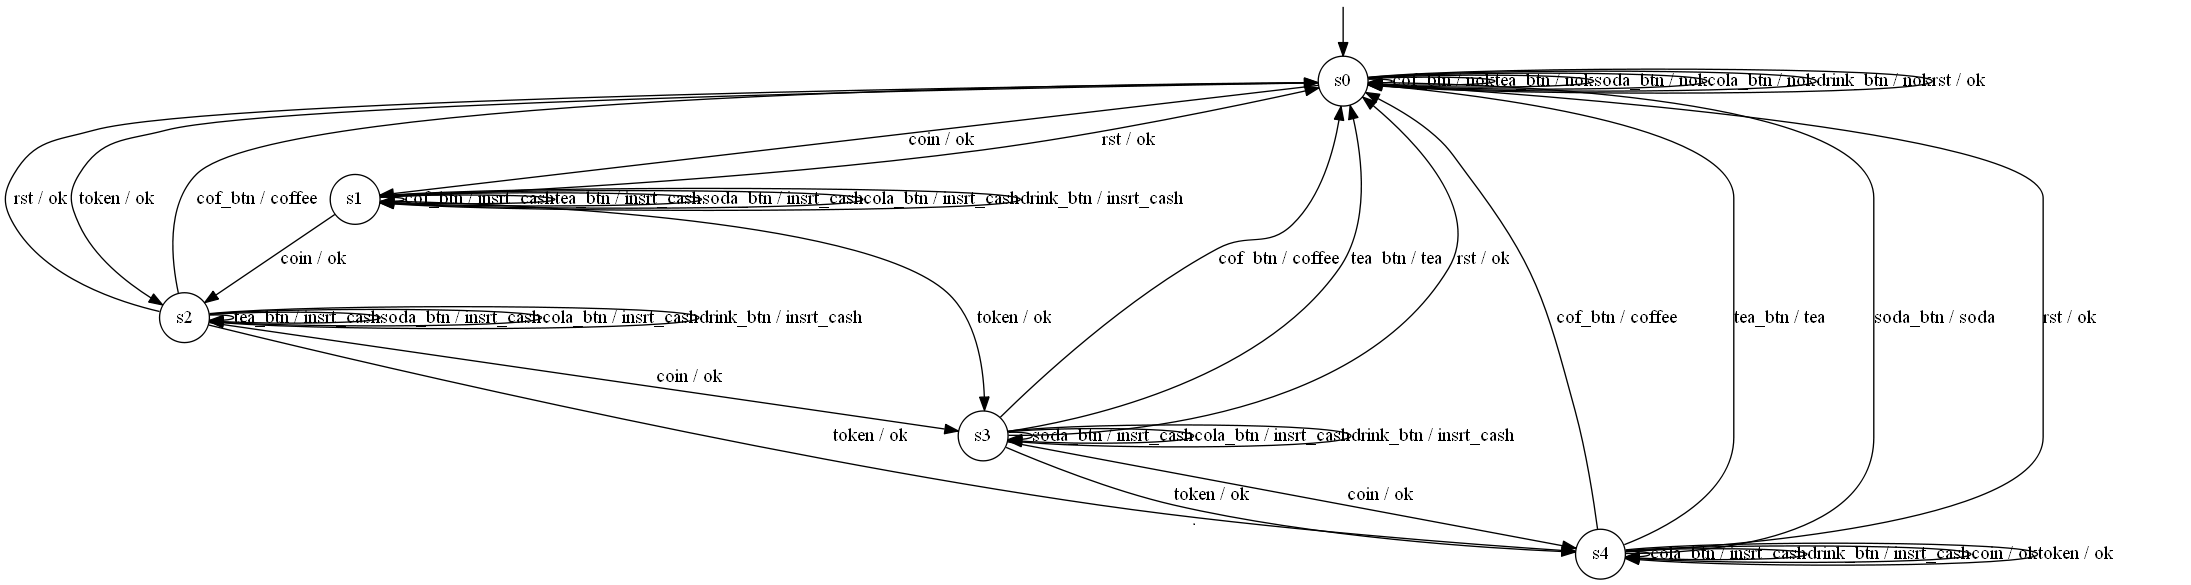 s0
cof_btn / nok
tea_btn / nok
soda_btn / nok
cola_btn / nok
drink_btn / nok
rst / ok
coin / ok
rst / ok
rst / ok
token / ok
cof_btn / coffee
s1
cof_btn / insrt_cash
tea_btn / insrt_cash
soda_btn / insrt_cash
cola_btn / insrt_cash
drink_btn / insrt_cash
coin / ok
cof_btn / coffee
tea_btn / tea
rst / ok
s2
tea_btn / insrt_cash
soda_btn / insrt_cash
cola_btn / insrt_cash
drink_btn / insrt_cash
token / ok
cof_btn / coffee
tea_btn / tea
soda_btn / soda
rst / ok
coin / ok
token / ok
s3
soda_btn / insrt_cash
cola_btn / insrt_cash
drink_btn / insrt_cash
token / ok
coin / ok
s4
cola_btn / insrt_cash
drink_btn / insrt_cash
coin / ok
token / ok